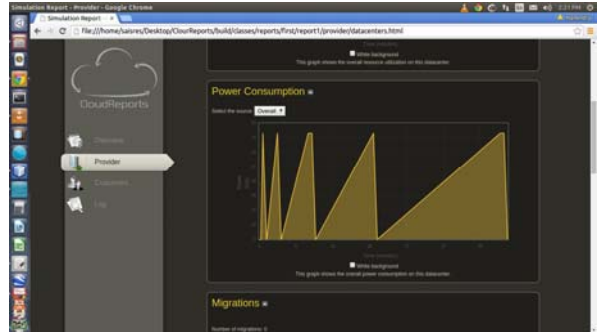 Simulation Report - Provider - Google Chrome
2:21 PM
Simulation Report
file:///home/saisres/Desktop/ClourReports/build/classes/reports/first/report1/provider/datacenters.html
White background
This graph shows the overall resource utilization on this datacenter.
CloudReports
Overview
Provider
Customers
Log
Power Consumption
Select the source: Overall
White background
This graph shows the overall power consumption on this datacenter.
Migrations
Number of migrations: 0